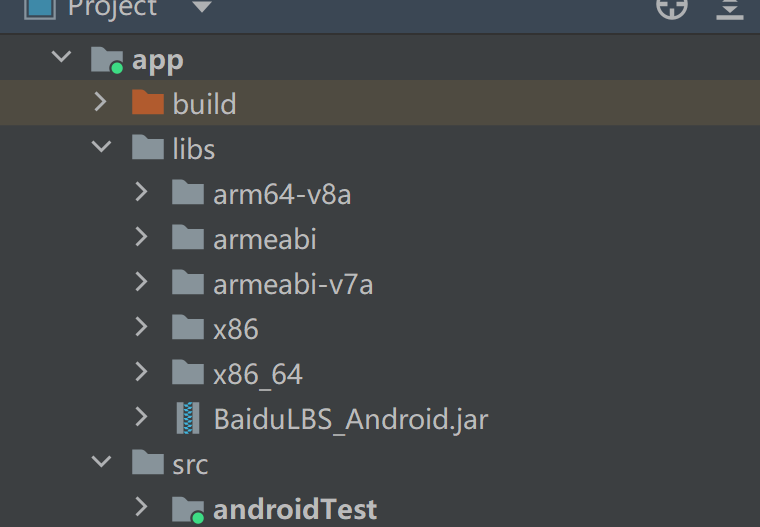 Project
app
build
libs
arm64-v8a
armeabi
armeabi-v7a
x86
x86_64
BaiduLBS_Android.jar
src
androidTest